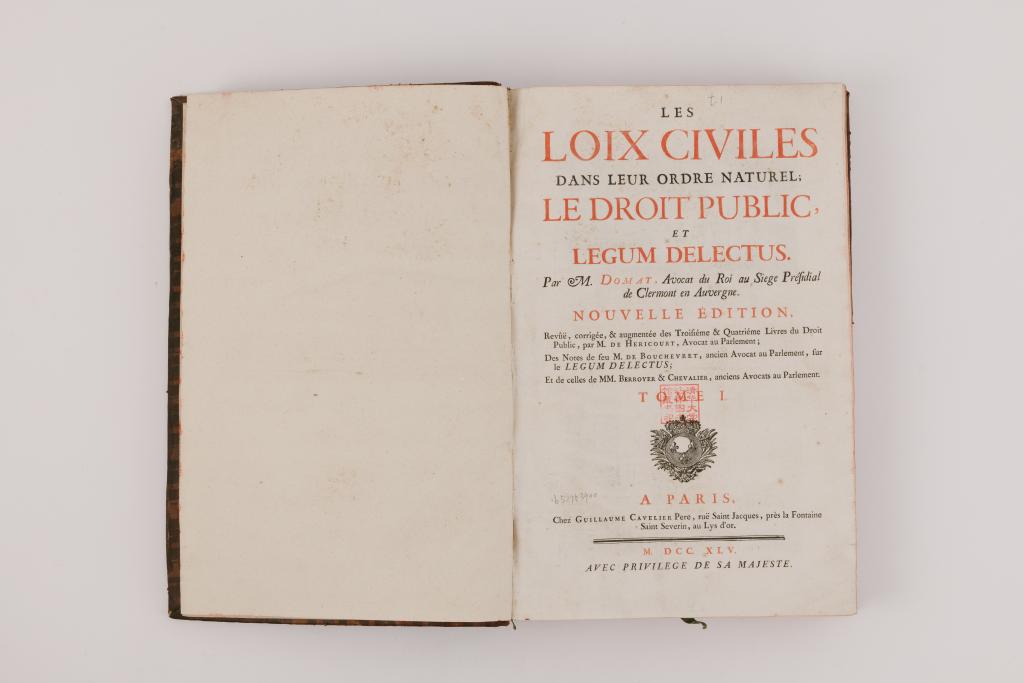 t.1
LES
LOIX CIVILES
DANS LEUR ORDRE NATUREL;
LE DROIT PUBLIC,
ET
LEGUM DELECTUS.
Par M. DOMAT, Avocat du Roi au Siege Présidial
de Clermont en Auvergne.
NOUVELLE EDITION,
Revûë, corrigée, & augmentée des Troisiéme & Quatriéme Livres du Droit
Public, par M. DE HERICOURT, Avocat au Parlement;
Des Notes de feu M. DE BOUCHEVRET, ancien Avocat au Parlement, sur
le LEGUM DELECTUS;
Et de celles de MM. BERROYER & CHEVALIER, anciens Avocats au Parlement.
TOME I.
A PARIS,
Chez GUILLAUME CAVELIER Pere, ruë Saint Jacques, près la Fontaine
Saint Severin, au Lys d'or.
M. DCC. XLV.
AVEC PRIVILEGE DE SA MAJESTE.